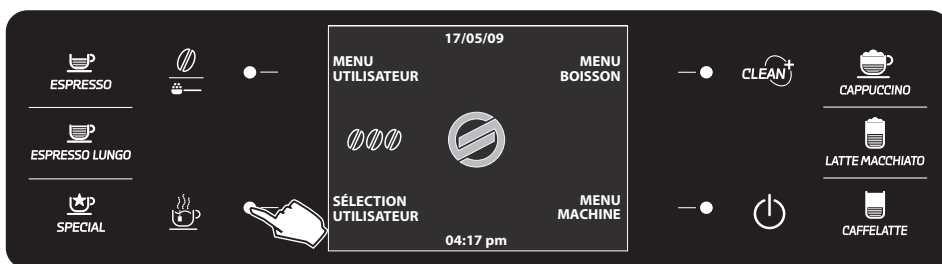 ESPRESSO
ESPRESSO LUNGO
SPECIAL
17/05/09
MENU
UTILISATEUR
MENU
BOISSON
SÉLECTION
UTILISATEUR
MENU
MACHINE
04:17 pm
CLEAN+
CAPPUCCINO
LATTE MACCHIATO
CAFFELATTE